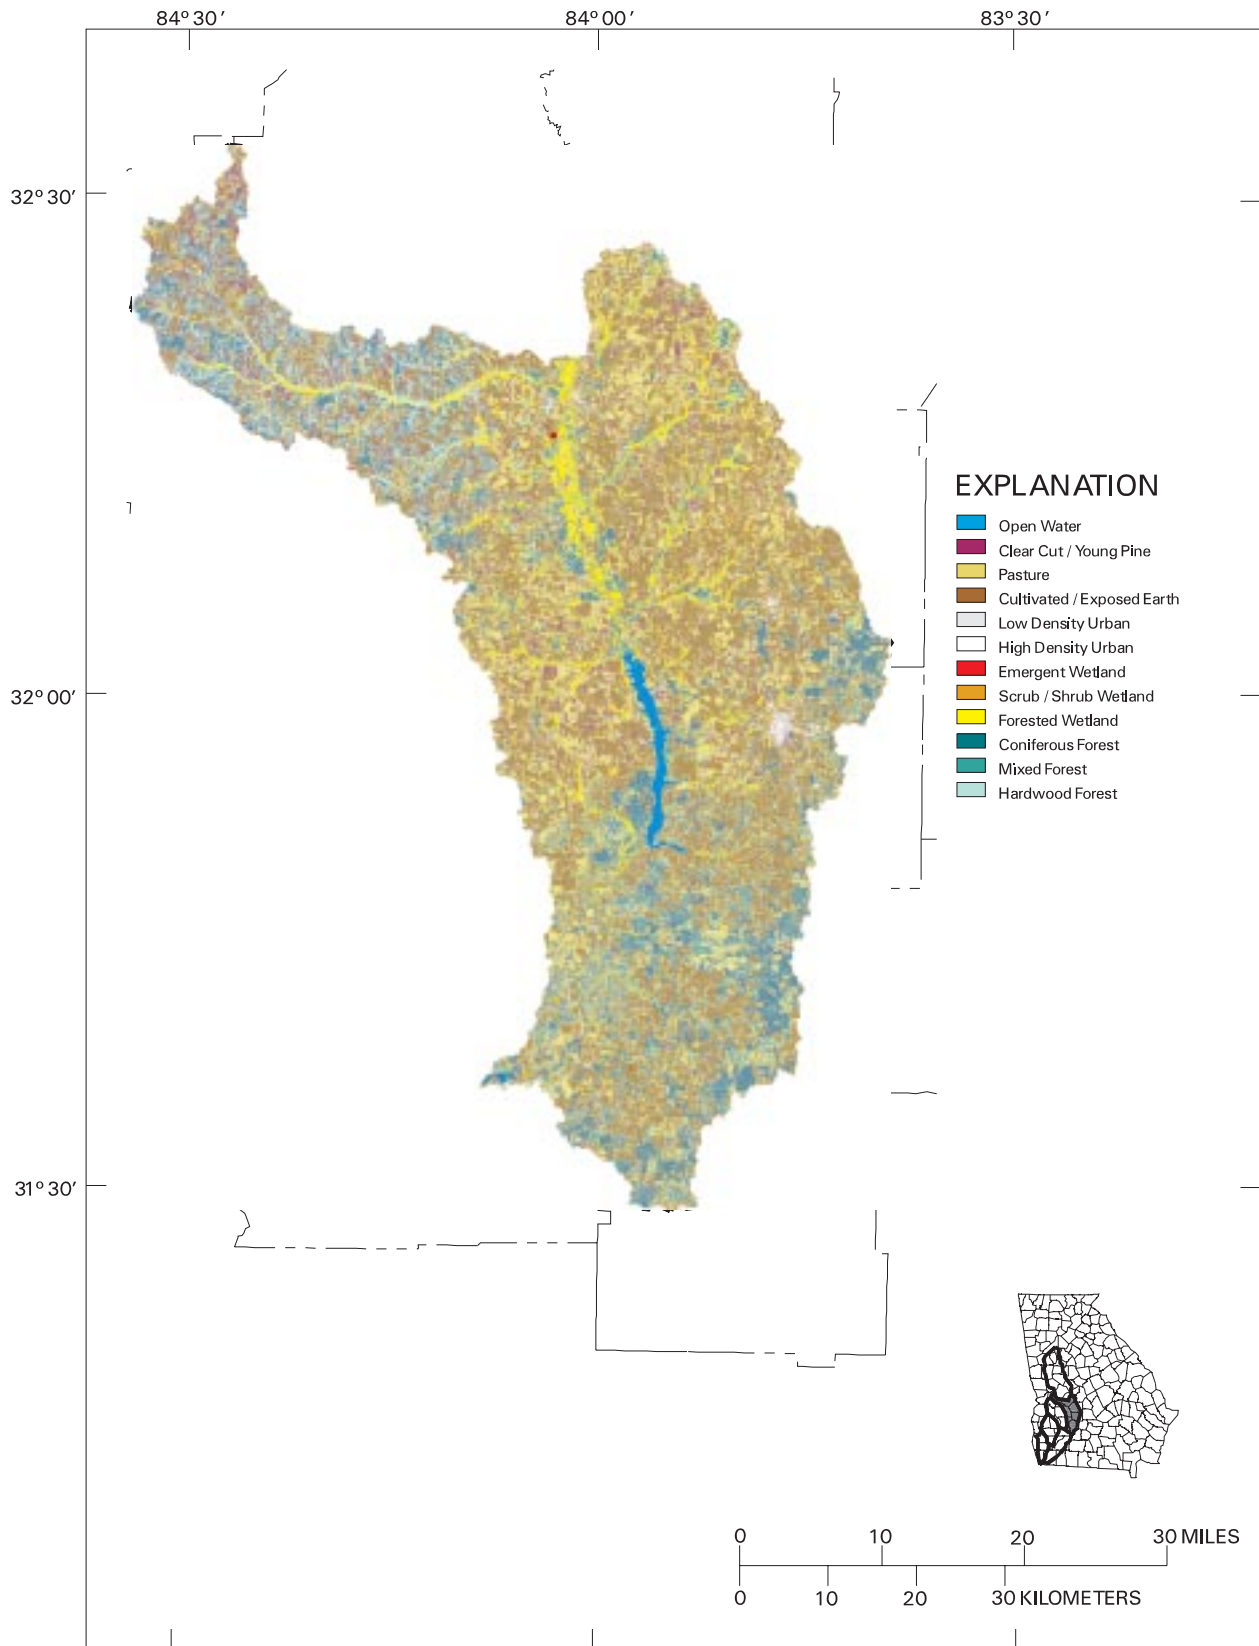 84° 30′ 84° 00′ 83° 30′
32° 30′
EXPLANATION
Open Water
Clear Cut / Young Pine
Pasture
Cultivated / Exposed Earth
Low Density Urban
High Density Urban
Emergent Wetland
32° 00′
Scrub / Shrub Wetland
Forested Wetland
Coniferous Forest
Mixed Forest
Hardwood Forest
31° 30′
0 10 20 30 MILES
0 10 20 30 KILOMETERS